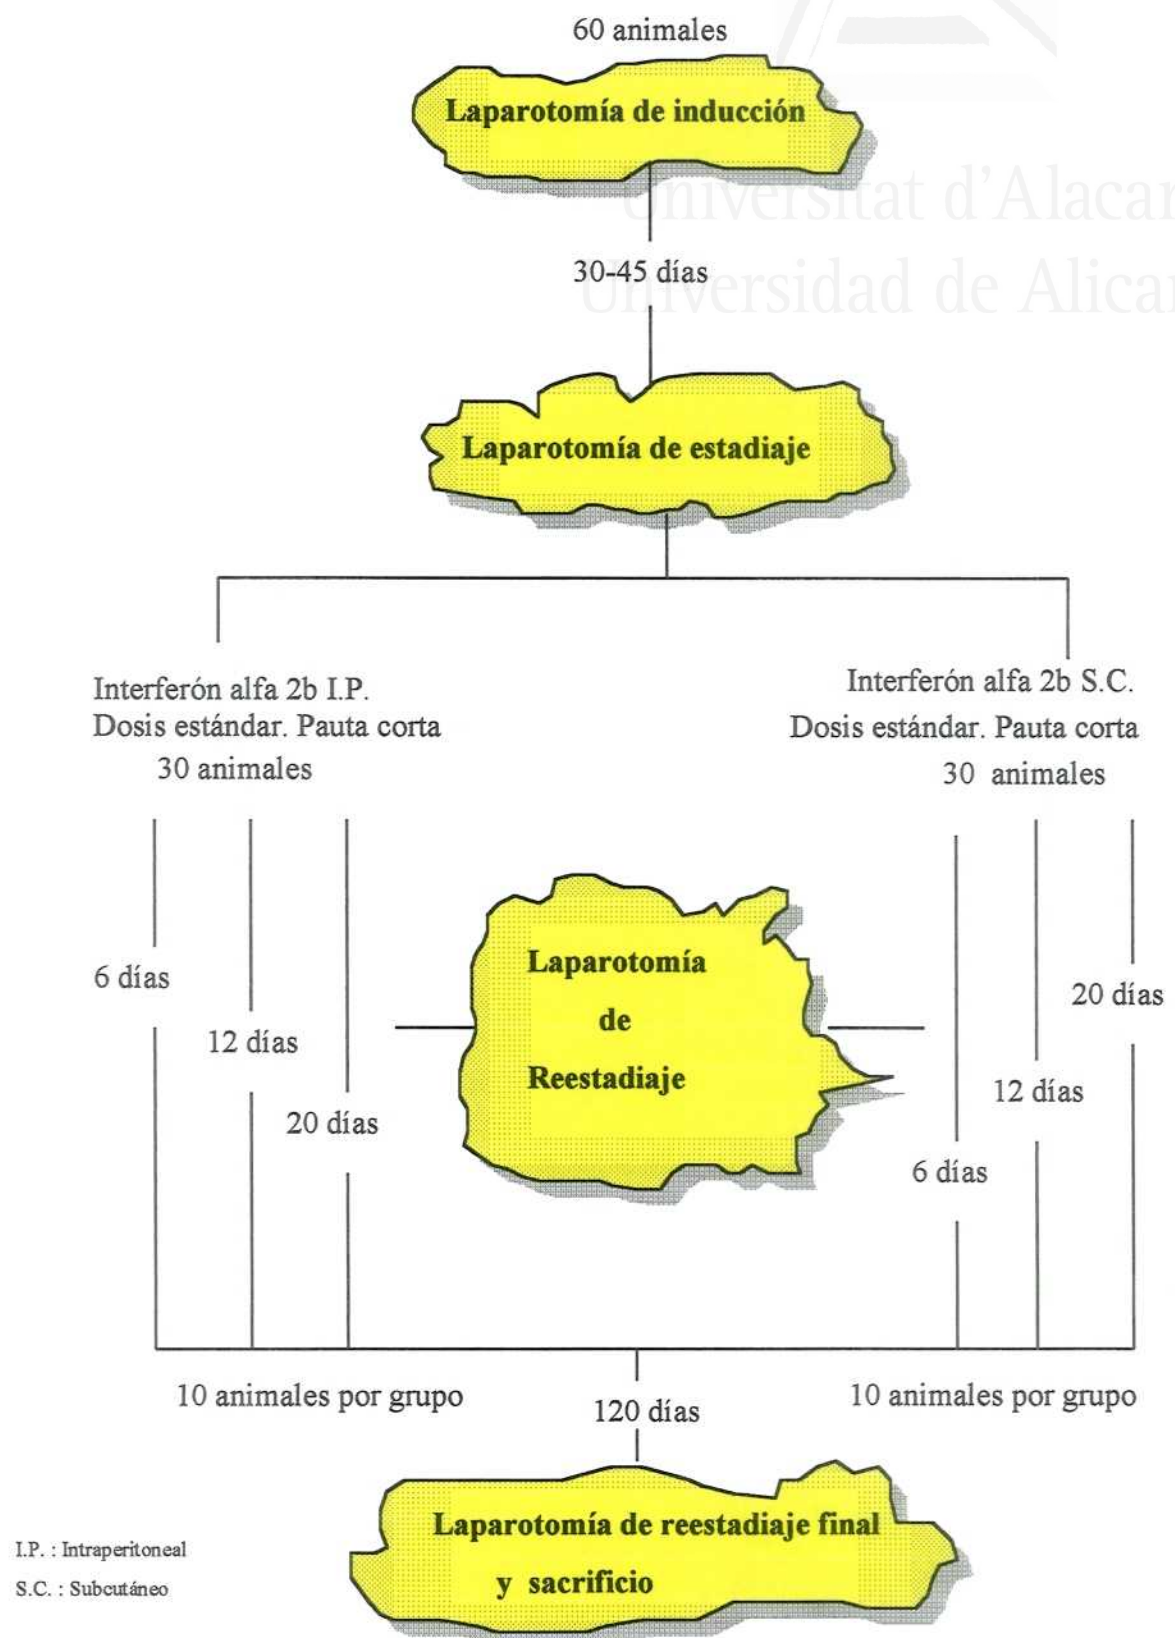 60 animales
Laparotomía de inducción
Universitat d'Alacan
Universidad de Alican
30-45 días
Laparotomía de estadiaje
Interferón alfa 2b I.P.
Dosis estándar. Pauta corta
30 animales
Interferón alfa 2b S.C.
Dosis estándar. Pauta corta
30 animales
6 días
12 días
20 días
Laparotomía
de
Reestadiaje
20 días
12 días
6 días
10 animales por grupo
120 días
10 animales por grupo
Laparotomía de reestadiaje final
y sacrificio
I.P. : Intraperitoneal
S.C. : Subcutáneo